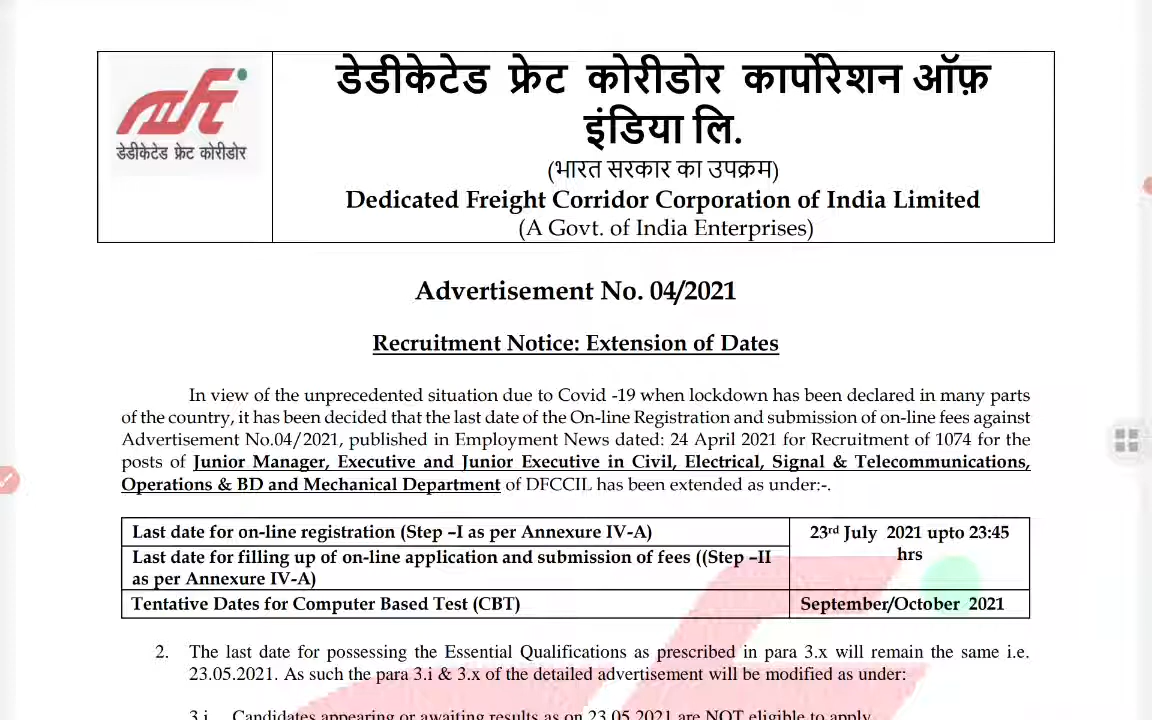 डेडीकेटेड फ्रेट कोरीडोर
डेडीकेटेड फ्रेट कोरीडोर कार्पोरेशन ऑफ़
इंडिया लि.
(भारत सरकार का उपक्रम)
Dedicated Freight Corridor Corporation of India Limited
(A Govt. of India Enterprises)
Advertisement No. 04/2021
Recruitment Notice: Extension of Dates
In view of the unprecedented situation due to Covid -19 when lockdown has been declared in many parts
of the country, it has been decided that the last date of the On-line Registration and submission of on-line fees against
Advertisement No.04/2021, published in Employment News dated: 24 April 2021 for Recruitment of 1074 for the
posts of Junior Manager, Executive and Junior Executive in Civil, Electrical, Signal & Telecommunications,
Operations & BD and Mechanical Department of DFCCIL has been extended as under:-.
Last date for on-line registration (Step –I as per Annexure IV-A)
23rd July 2021 upto 23:45
hrs
Last date for filling up of on-line application and submission of fees ((Step –II
as per Annexure IV-A)
Tentative Dates for Computer Based Test (CBT)
September/October 2021
2. The last date for possessing the Essential Qualifications as prescribed in para 3.x will remain the same i.e.
23.05.2021. As such the para 3.i & 3.x of the detailed advertisement will be modified as under:
3.i Candidates appearing or awaiting results as on 23.05.2021 are NOT eligible to apply